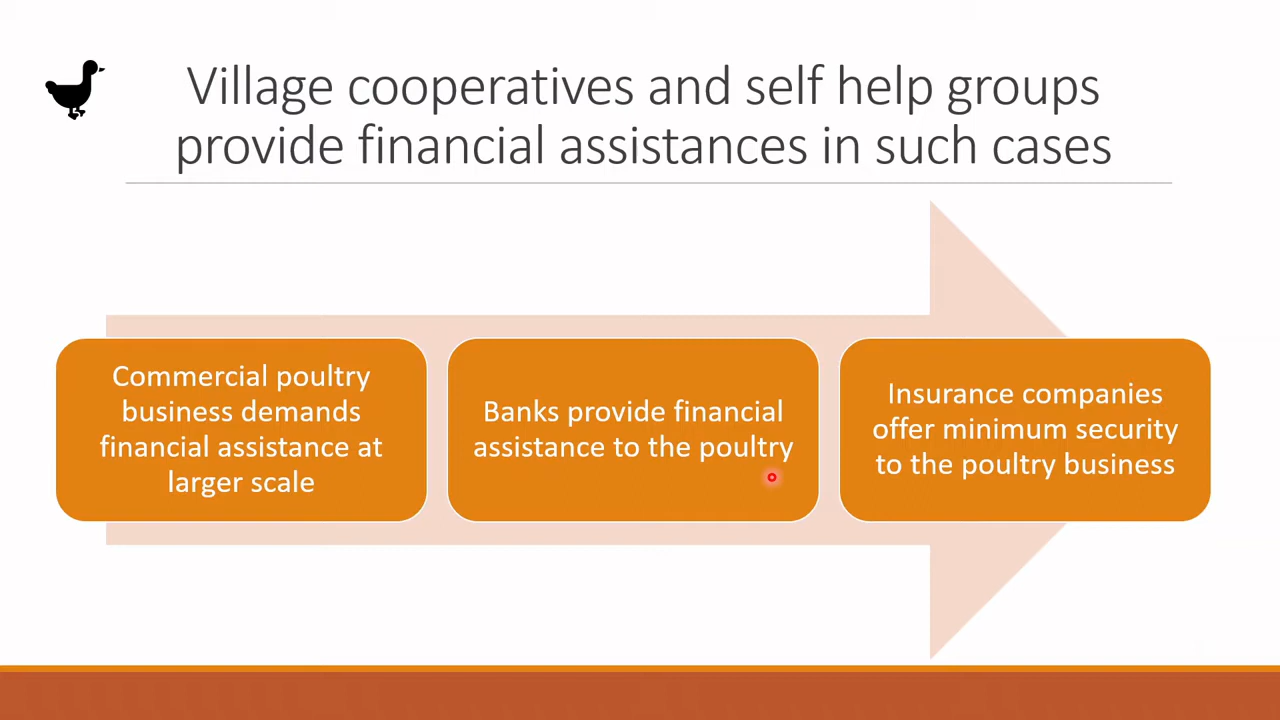 Village cooperatives and self help groups
provide financial assistances in such cases
Commercial poultry
business demands
financial assistance at
larger scale
Banks provide financial
assistance to the poultry
Insurance companies
offer minimum security
to the poultry business